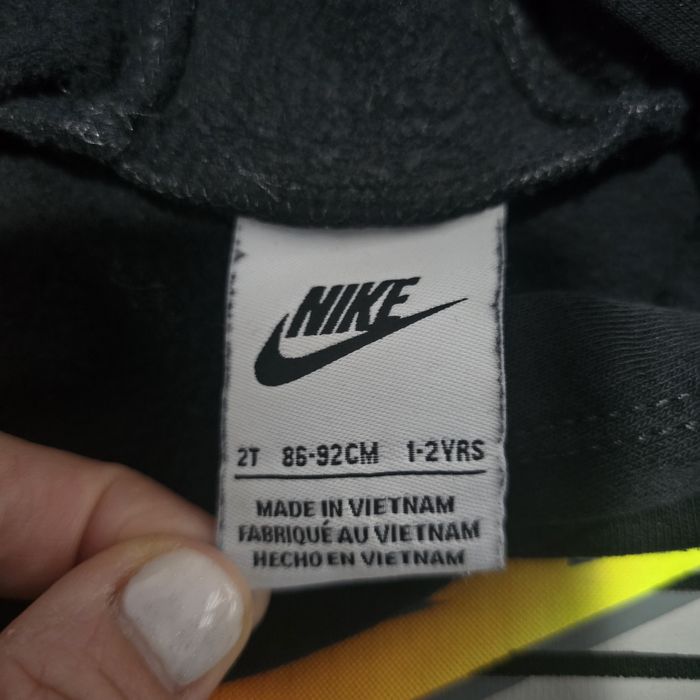 NIKE
2T 86-92CM 1-2YRS
MADE IN VIETNAM
FABRIQUÉ AU VIETNAM
HECHO EN VIETNAM